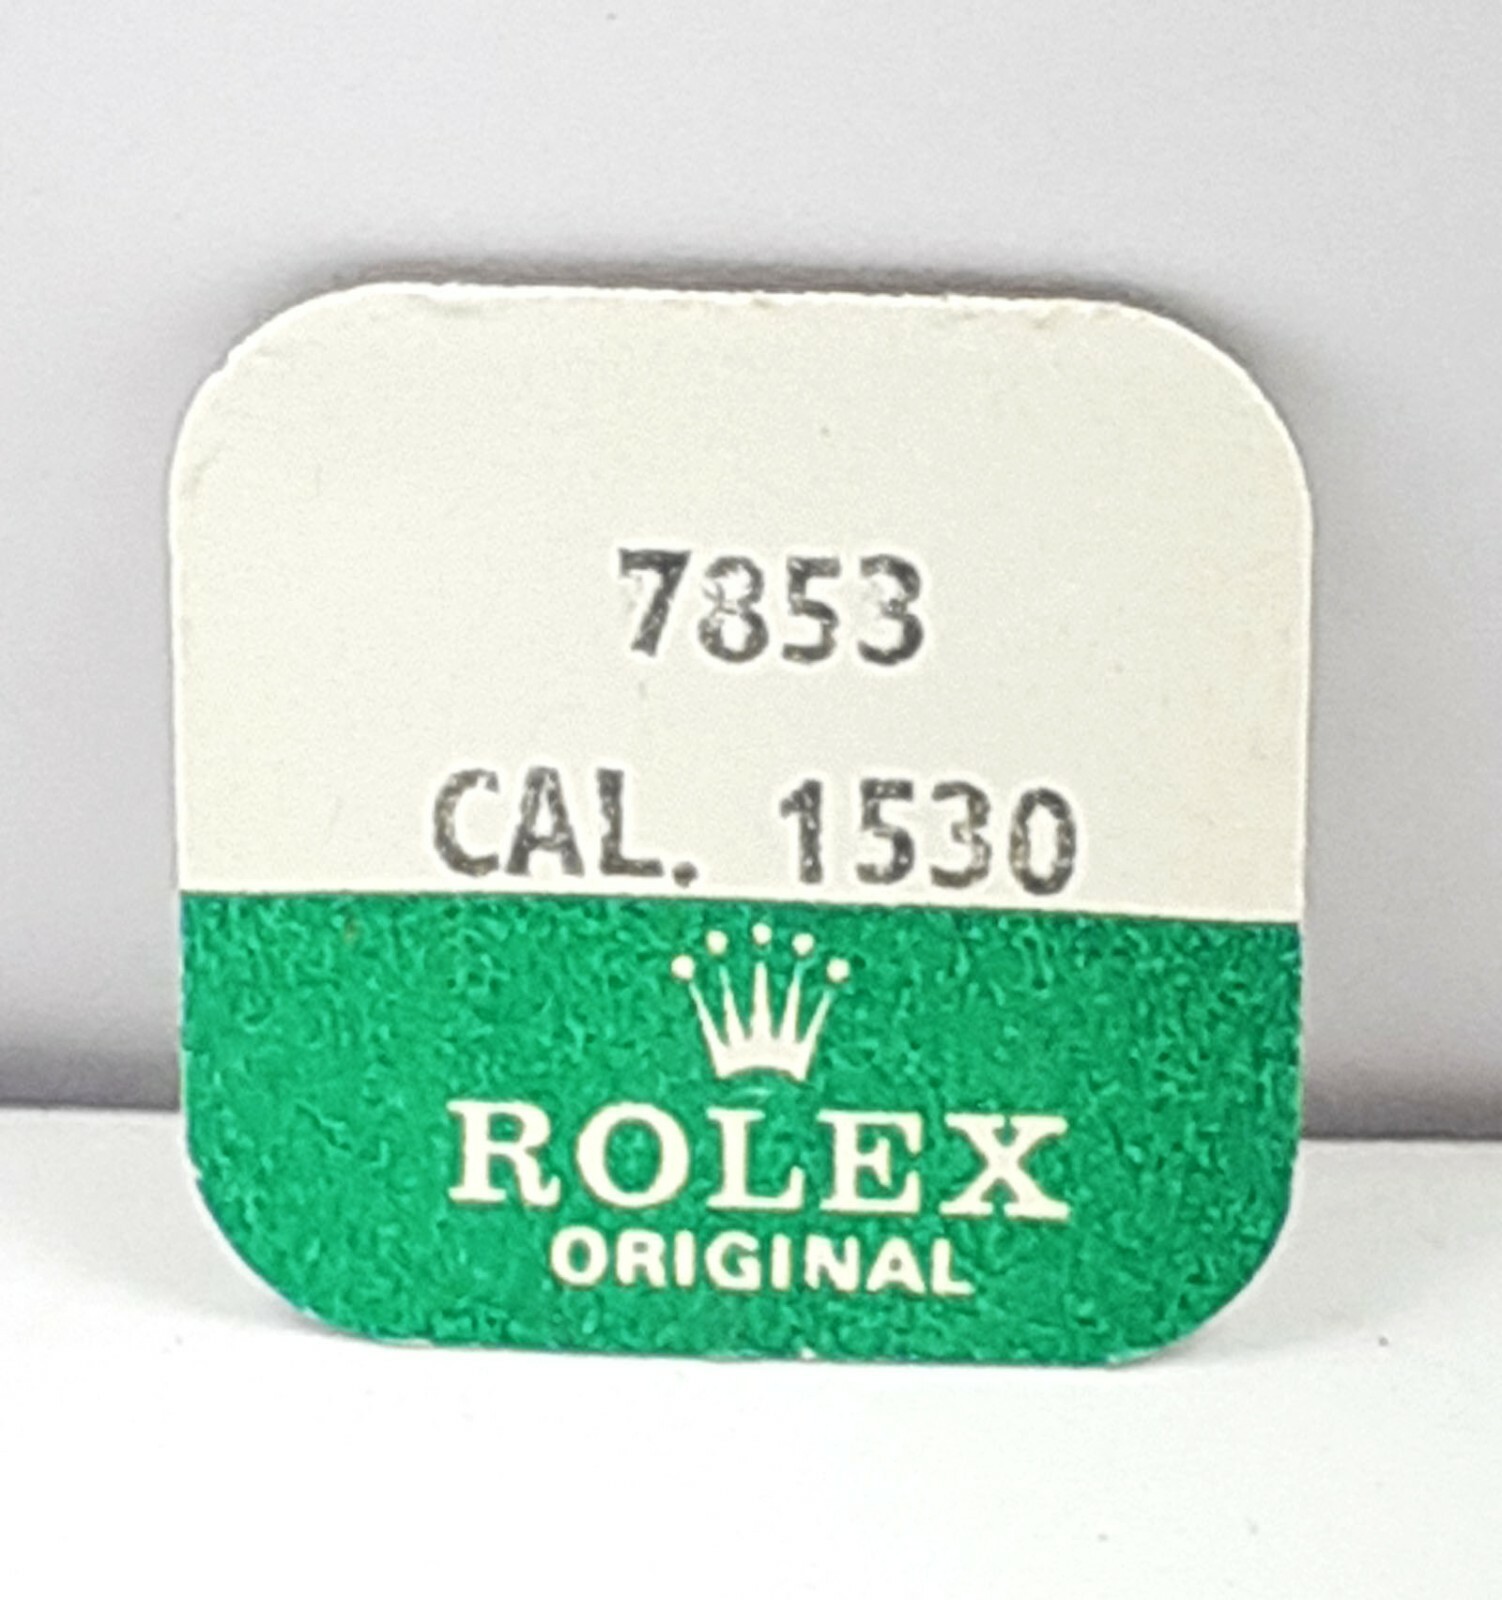 7853
CAL. 1530
ROLEX
ORIGINAL